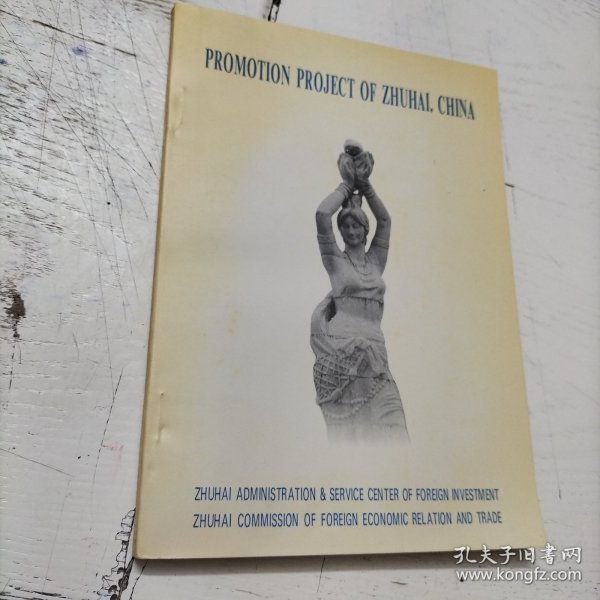 PROMOTION PROJECT OF ZHUHAI. CHINA
ZHUHAI ADMINISTRATION & SERVICE CENTER OF FOREIGN INVESTMENT
ZHUHAI COMMISSION OF FOREIGN ECONOMIC RELATION AND TRADE
孔夫子旧书网
www.kongfz.com